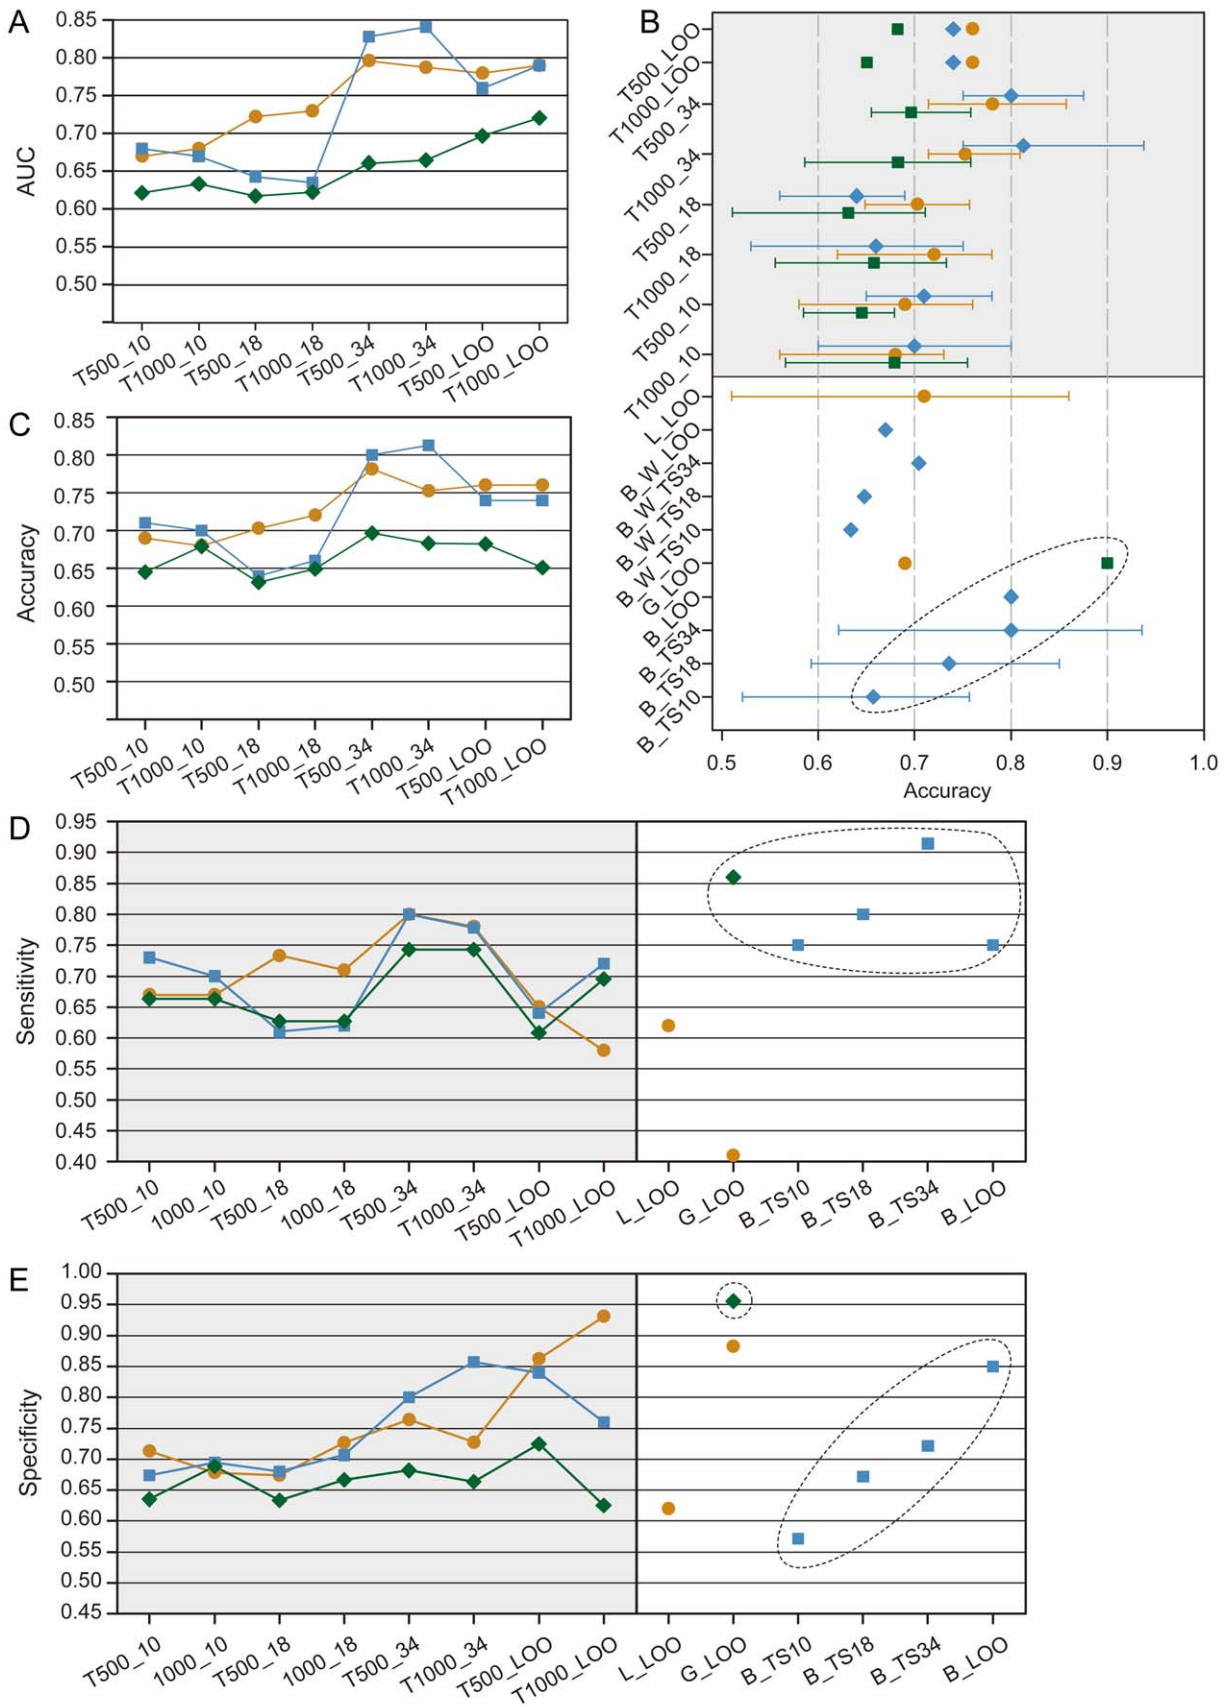 A
0.85
0.80
0.75
0.70
0.65
0.60
0.55
0.50
AUC
T500_10
T1000_10
T500_18
T1000_18
T500_34
T1000_34
T500_LOO
T1000_LOO
B
T500_LOO
T1000_LOO
T500_34
T1000_34
T500_18
T1000_18
T500_10
T1000_10
L_LOO
B_W_LOO
B_W_TS34
B_W_TS18
B_W_TS10
G_LOO
B_LOO
B_TS34
B_TS18
B_TS10
0.5 0.6 0.7 0.8 0.9 1.0
Accuracy
C
0.85
0.80
0.75
0.70
0.65
0.60
0.55
0.50
Accuracy
T500_10
T1000_10
T500_18
T1000_18
T500_34
T1000_34
T500_LOO
T1000_LOO
D
0.95
0.90
0.85
0.80
0.75
0.70
0.65
0.60
0.55
0.50
0.45
0.40
Sensitivity
T500_10
1000_10
T500_18
1000_18
T500_34
T1000_34
T500_LOO
T1000_LOO
L_LOO
G_LOO
B_TS10
B_TS18
B_TS34
B_LOO
E
1.00
0.95
0.90
0.85
0.80
0.75
0.70
0.65
0.60
0.55
0.50
0.45
Specificity
T500_10
1000_10
T500_18
1000_18
T500_34
T1000_34
T500_LOO
T1000_LOO
L_LOO
G_LOO
B_TS10
B_TS18
B_TS34
B_LOO